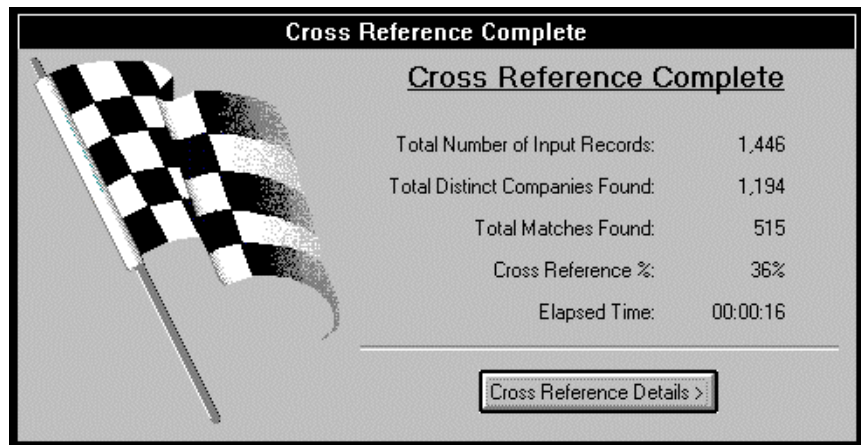 Cross Reference Complete
Cross Reference Complete
Total Number of Input Records: 1,446
Total Distinct Companies Found: 1,194
Total Matches Found: 515
Cross Reference %: 36%
Elapsed Time: 00:00:16
Cross Reference Details >